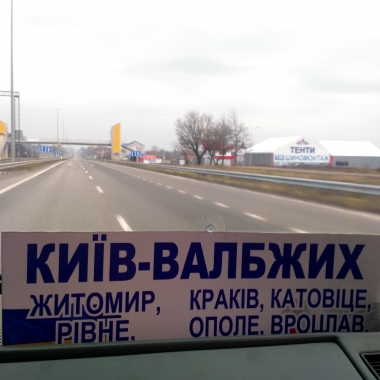 ТЕНТИ
ШИНОМОНТАЖ
КИЇВ-ВАЛБЖИХ
ЖИТОМИР, КРАКІВ, КАТОВІЦЕ,
РІВНЕ. ОПОЛЕ. ВРОЦЛАВ.